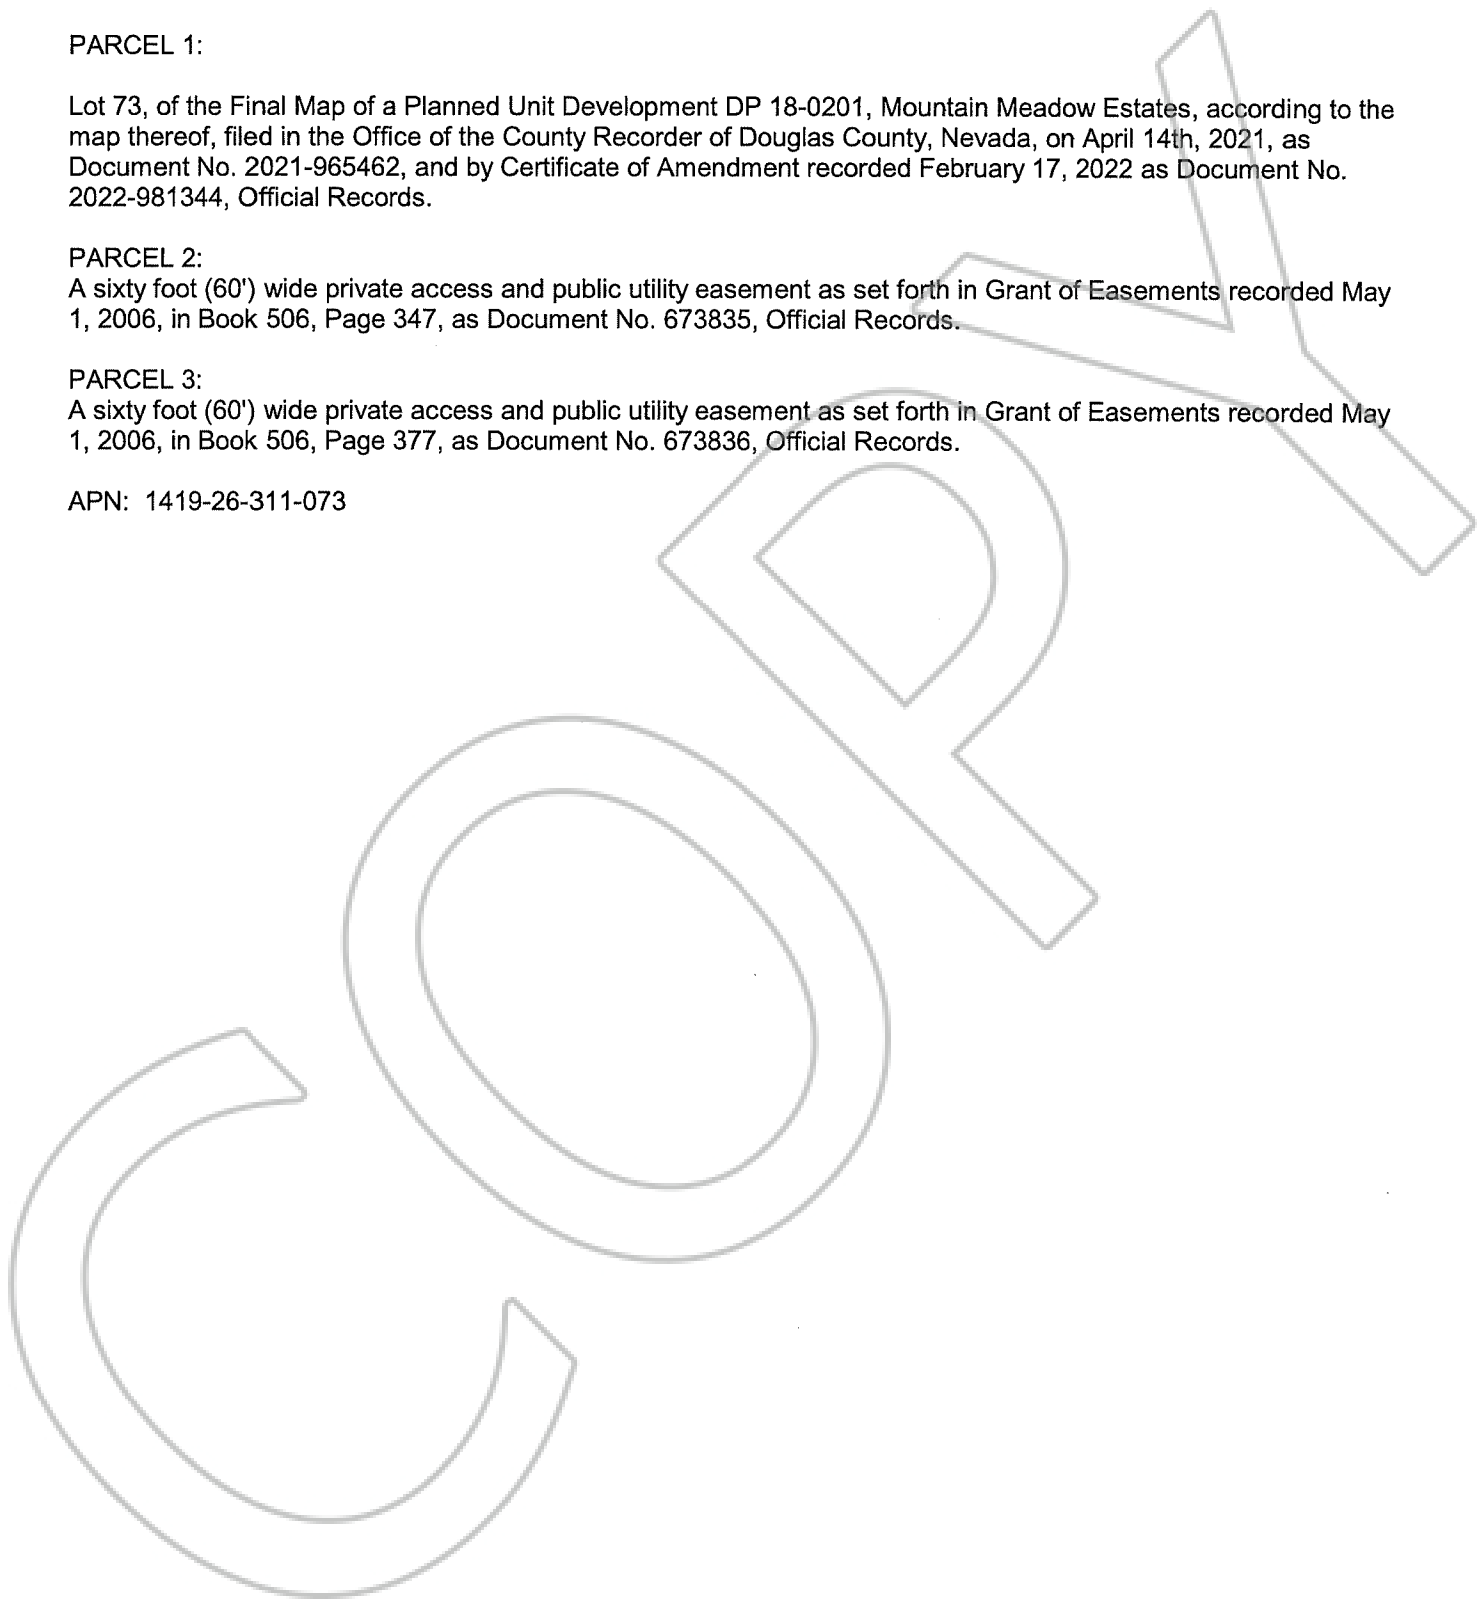 PARCEL 1:
Lot 73, of the Final Map of a Planned Unit Development DP 18-0201, Mountain Meadow Estates, according to the
map thereof, filed in the Office of the County Recorder of Douglas County, Nevada, on April 14th, 2021, as
Document No. 2021-965462, and by Certificate of Amendment recorded February 17, 2022 as Document No.
2022-981344, Official Records.
PARCEL 2:
A sixty foot (60') wide private access and public utility easement as set forth in Grant of Easements recorded May
1, 2006, in Book 506, Page 347, as Document No. 673835, Official Records.
PARCEL 3:
A sixty foot (60') wide private access and public utility easement as set forth in Grant of Easements recorded May
1, 2006, in Book 506, Page 377, as Document No. 673836, Official Records.
APN:  1419-26-311-073
COPY